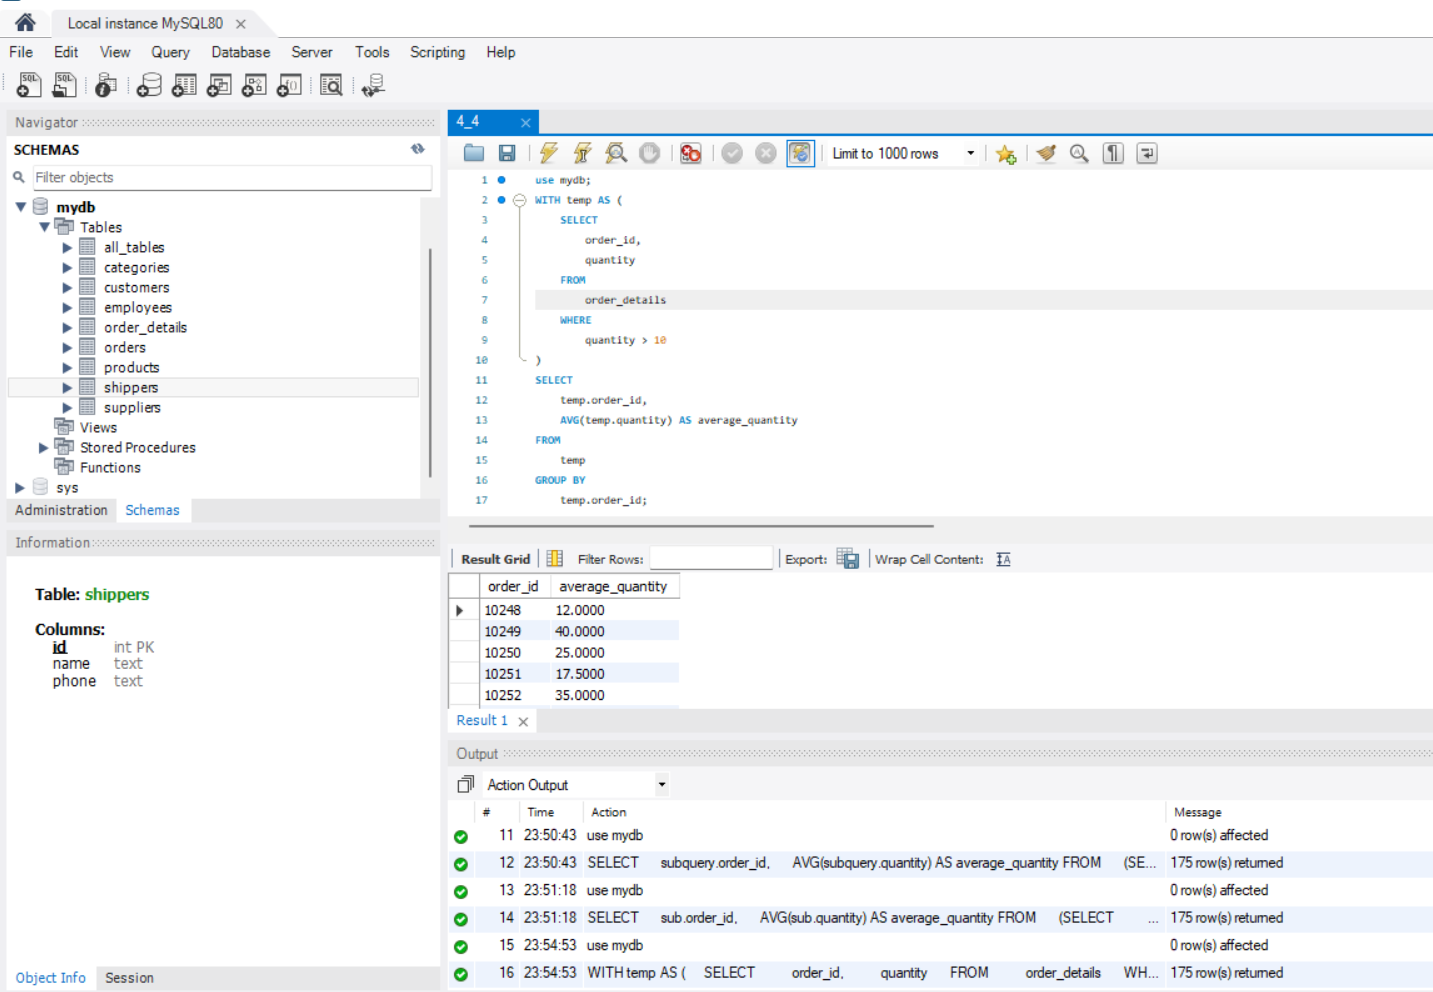 Local instance MySQL80
File Edit View Query Database Server Tools Scripting Help
Navigator
SCHEMAS
Filter objects
mydb
Tables
all_tables
categories
customers
employees
order_details
orders
products
shippers
suppliers
Views
Stored Procedures
Functions
sys
Administration Schemas
Information
Table: shippers
Columns:
id int PK
name text
phone text
Object Info Session
4_4
Limit to 1000 rows
1 use mydb;
2 WITH temp AS (
3 SELECT
4 order_id,
5 quantity
6 FROM
7 order_details
8 WHERE
9 quantity > 10
10 )
11 SELECT
12 temp.order_id,
13 AVG(temp.quantity) AS average_quantity
14 FROM
15 temp
16 GROUP BY
17 temp.order_id;
Result Grid Filter Rows: Export: Wrap Cell Content:
order_id average_quantity
10248 12.0000
10249 40.0000
10250 25.0000
10251 17.5000
10252 35.0000
Result 1
Output
Action Output
# Time Action Message
11 23:50:43 use mydb 0 row(s) affected
12 23:50:43 SELECT subquery.order_id, AVG(subquery.quantity) AS average_quantity FROM (SE... 175 row(s) returned
13 23:51:18 use mydb 0 row(s) affected
14 23:51:18 SELECT sub.order_id, AVG(sub.quantity) AS average_quantity FROM (SELECT ... 175 row(s) returned
15 23:54:53 use mydb 0 row(s) affected
16 23:54:53 WITH temp AS ( SELECT order_id, quantity FROM order_details WH... 175 row(s) returned